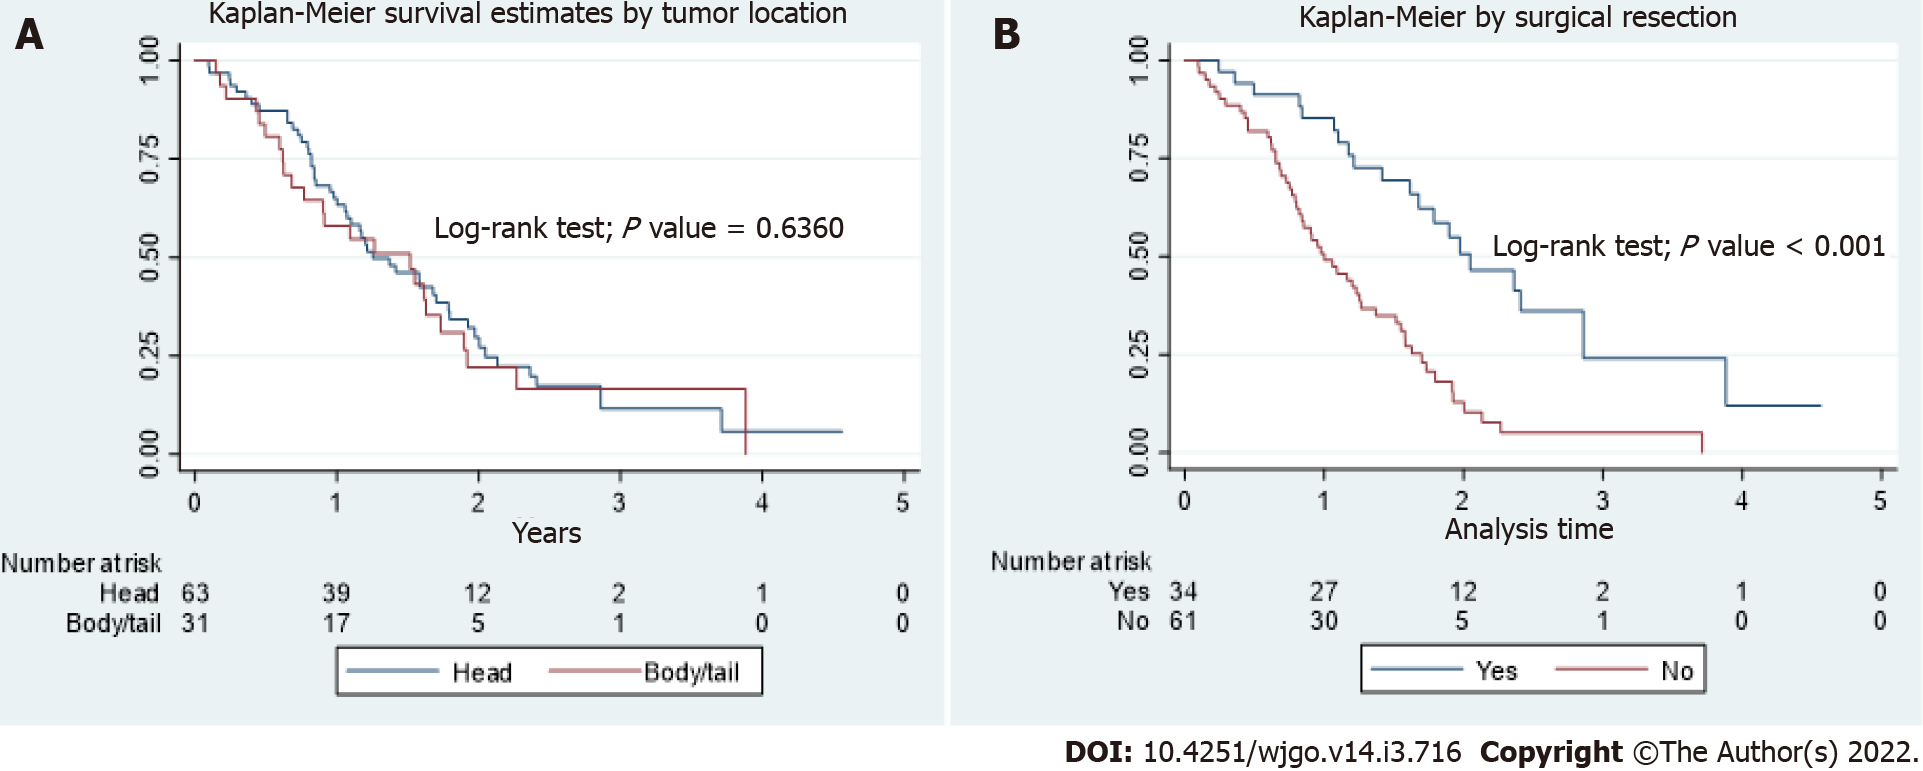 A
Kaplan-Meier survival estimates by tumor location
1.00
0.75
0.50
0.25
0.00
Log-rank test; P value = 0.6360
0 1 2 3 4 5
Years
Number at risk
Head 63 39 12 2 1 0
Body/tail 31 17 5 1 0 0
Head Body/tail
B
Kaplan-Meier by surgical resection
1.00
0.75
0.50
0.25
0.00
Log-rank test; P value < 0.001
0 1 2 3 4 5
Analysis time
Number at risk
Yes 34 27 12 2 1 0
No 61 30 5 1 0 0
Yes No
DOI: 10.4251/wjgo.v14.i3.716 Copyright ©The Author(s) 2022.